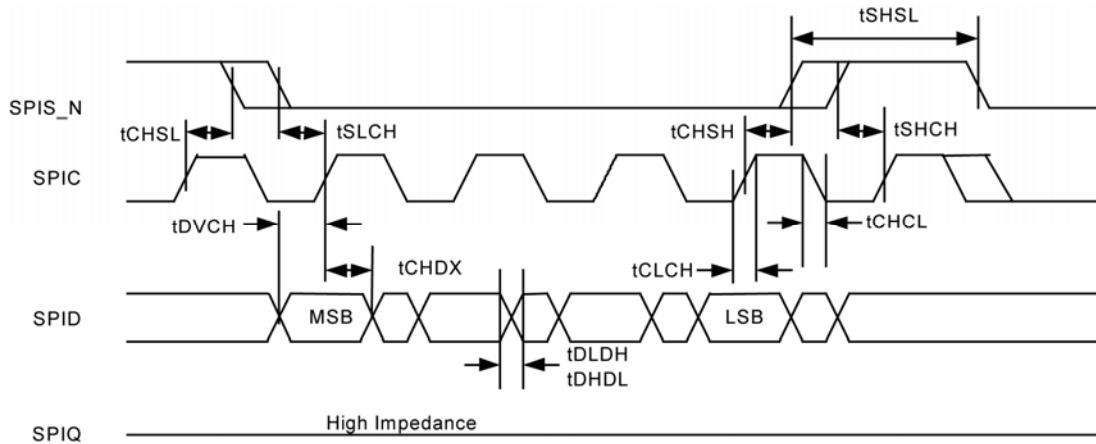 tSHSL
SPIS_N
tCHSL
tSLCH
tCHSH
tSHCH
SPIC
tDVCH
tCHDX
tCLCH
tCHCL
SPID
MSB
LSB
tDLDH
tDHDL
SPIQ
High Impedance